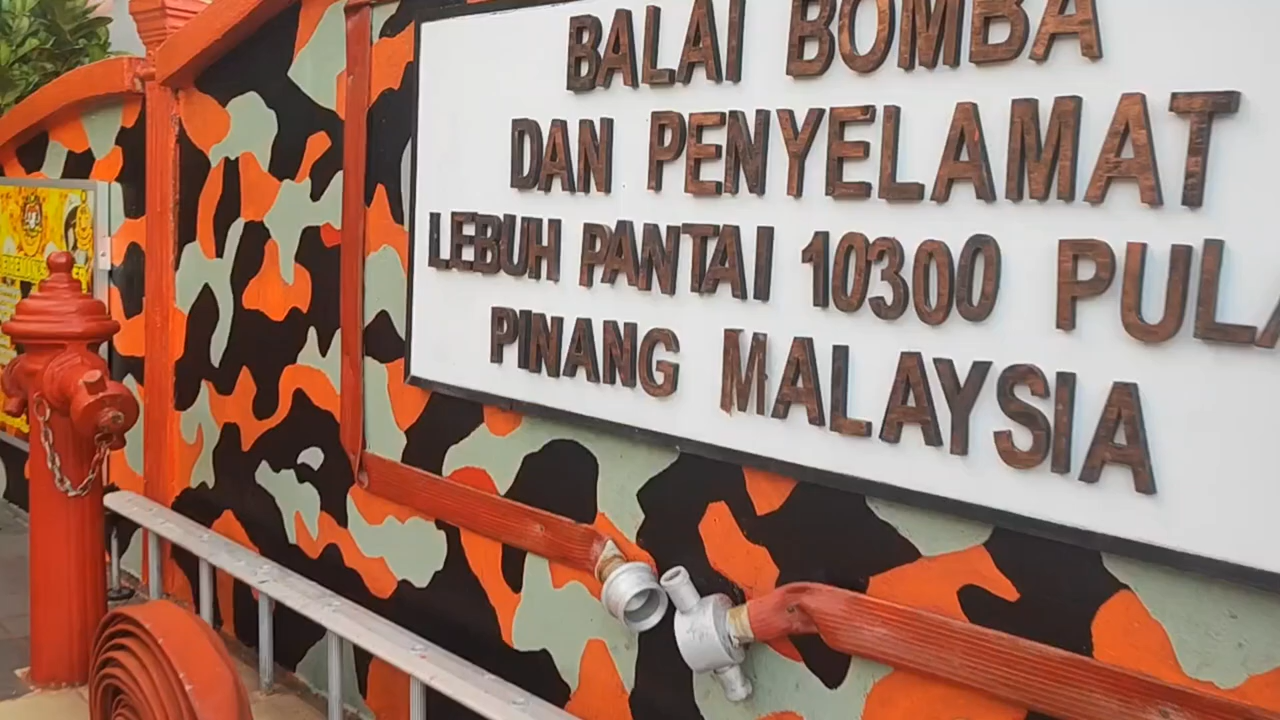 BALAI BOMBA
DAN PENYELAMAT
LEBUH PANTAI 10300 PULA
PINANG MALAYSIA